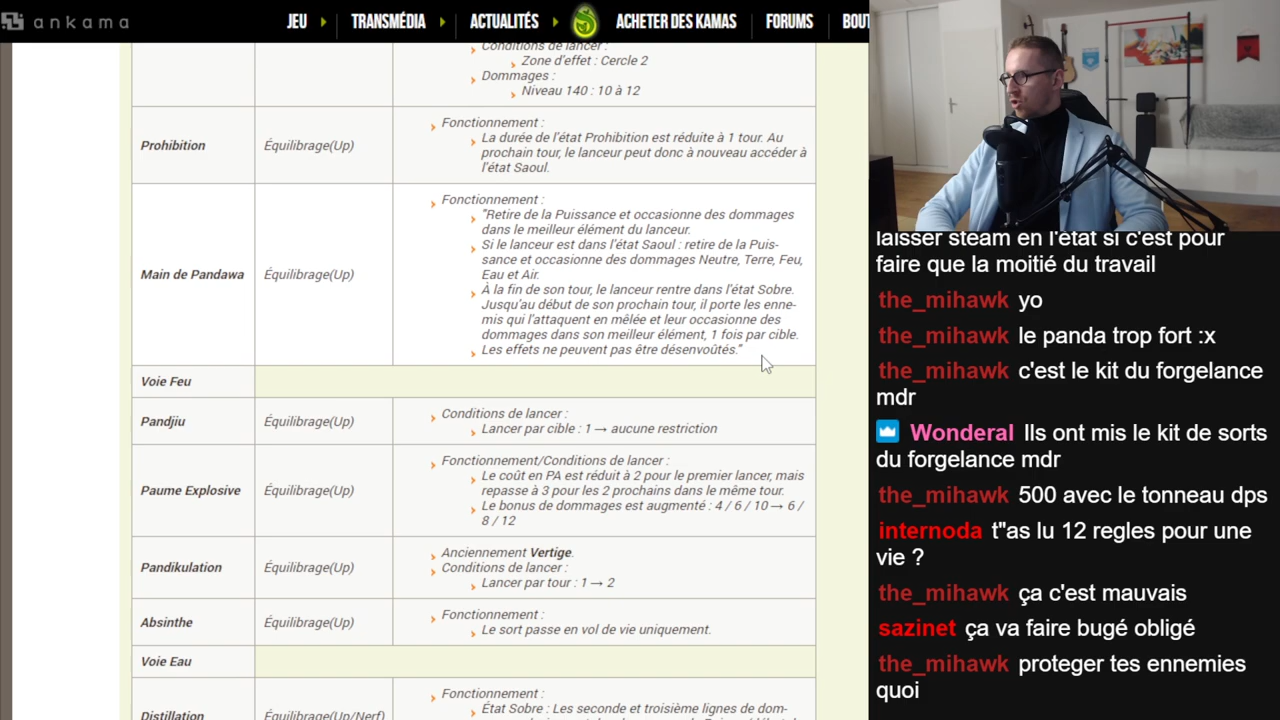 ankama
JEU
TRANSMÉDIA
ACTUALITÉS
ACHETER DES KAMAS
FORUMS
BOUT
Conditions de lancer :
Zone d'effet : Cercle 2
Dommages :
Niveau 140 : 10 à 12
Prohibition
Équilibrage(Up)
Fonctionnement :
La durée de l'état Prohibition est réduite à 1 tour. Au
prochain tour, le lanceur peut donc à nouveau accéder à
l'état Saoul.
Main de Pandawa
Équilibrage(Up)
Fonctionnement :
"Retire de la Puissance et occasionne des dommages
dans le meilleur élément du lanceur.
Si le lanceur est dans l'état Saoul : retire de la Puis-
sance et occasionne des dommages Neutre, Terre, Feu,
Eau et Air.
À la fin de son tour, le lanceur rentre dans l'état Sobre.
Jusqu'au début de son prochain tour, il porte les enne-
mis qui l'attaquent en mêlée et leur occasionne des
dommages dans son meilleur élément, 1 fois par cible.
Les effets ne peuvent pas être désenvoûtés."
Voie Feu
Pandjiu
Équilibrage(Up)
Conditions de lancer :
Lancer par cible : 1 → aucune restriction
Paume Explosive
Équilibrage(Up)
Fonctionnement/Conditions de lancer :
Le coût en PA est réduit à 2 pour le premier lancer, mais
repasse à 3 pour les 2 prochains dans le même tour.
Le bonus de dommages est augmenté : 4 / 6 / 10 → 6 /
8 / 12
Pandikulation
Équilibrage(Up)
Anciennement Vertige.
Conditions de lancer :
Lancer par tour : 1 → 2
Absinthe
Équilibrage(Up)
Fonctionnement :
Le sort passe en vol de vie uniquement.
Voie Eau
Distillation
Équilibrage(Up/Nerf)
Fonctionnement :
État Sobre : Les seconde et troisième lignes de dom-
laisser steam en l'état si c'est pour
faire que la moitié du travail
the_mihawk yo
the_mihawk le panda trop fort :x
the_mihawk c'est le kit du forgelance
mdr
Wonderal Ils ont mis le kit de sorts
du forgelance mdr
the_mihawk 500 avec le tonneau dps
internoda t"as lu 12 regles pour une
vie ?
the_mihawk ça c'est mauvais
sazinet ça va faire bugé obligé
the_mihawk proteger tes ennemies
quoi